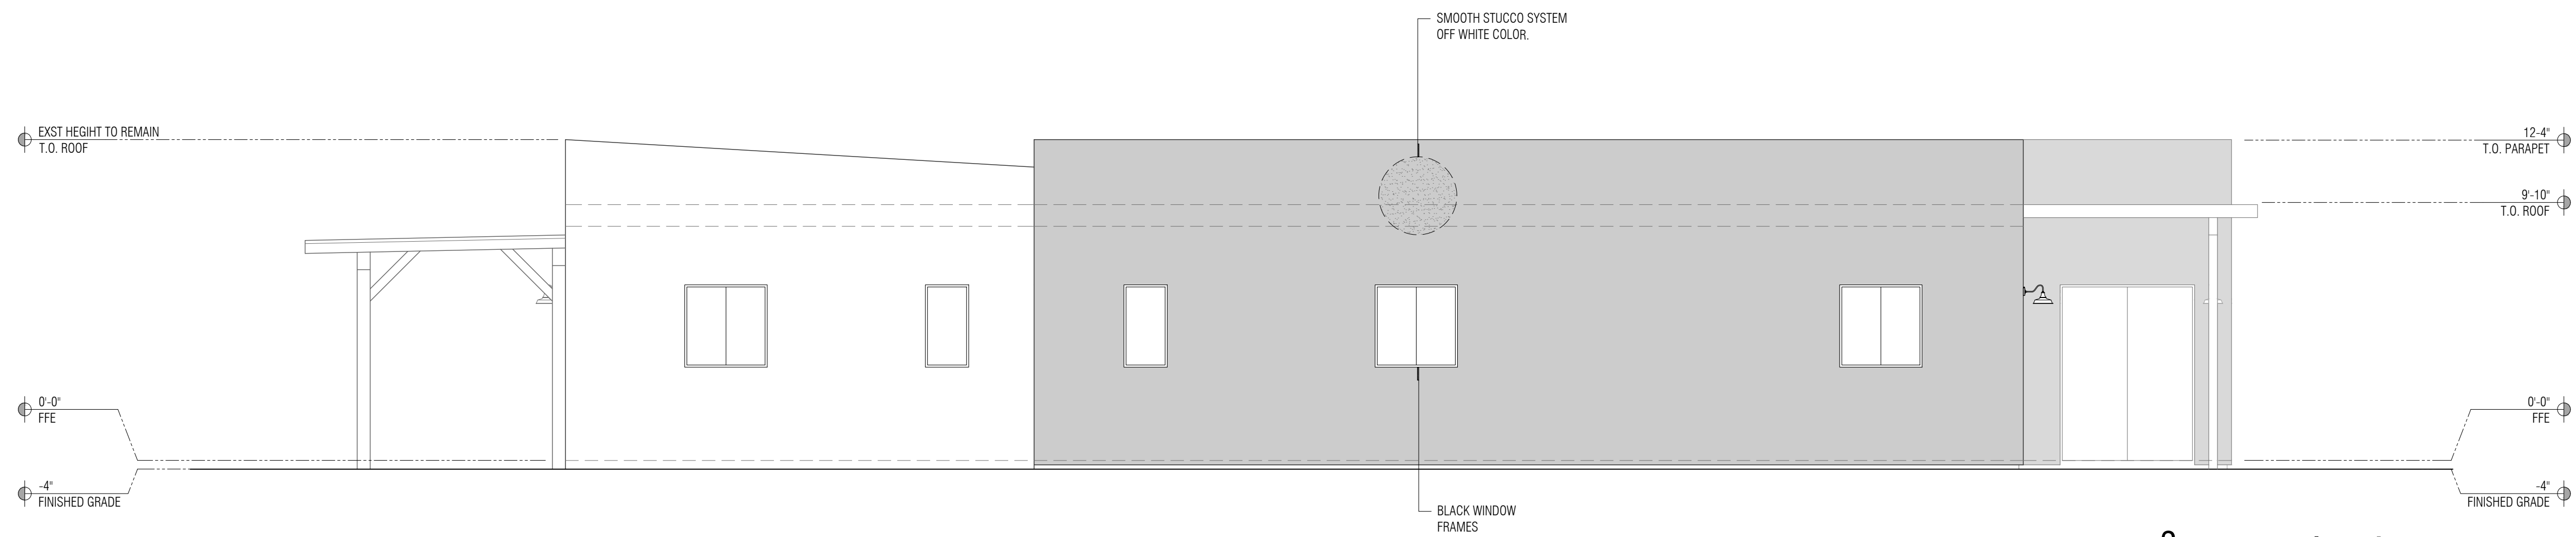 SMOOTH STUCCO SYSTEM
OFF WHITE COLOR.
EXST HEGIHT TO REMAIN
T.O. ROOF
12-4"
T.O. PARAPET
9'-10"
T.O. ROOF
0'-0"
FFE
0'-0"
FFE
-4"
FINISHED GRADE
-4"
FINISHED GRADE
BLACK WINDOW
FRAMES